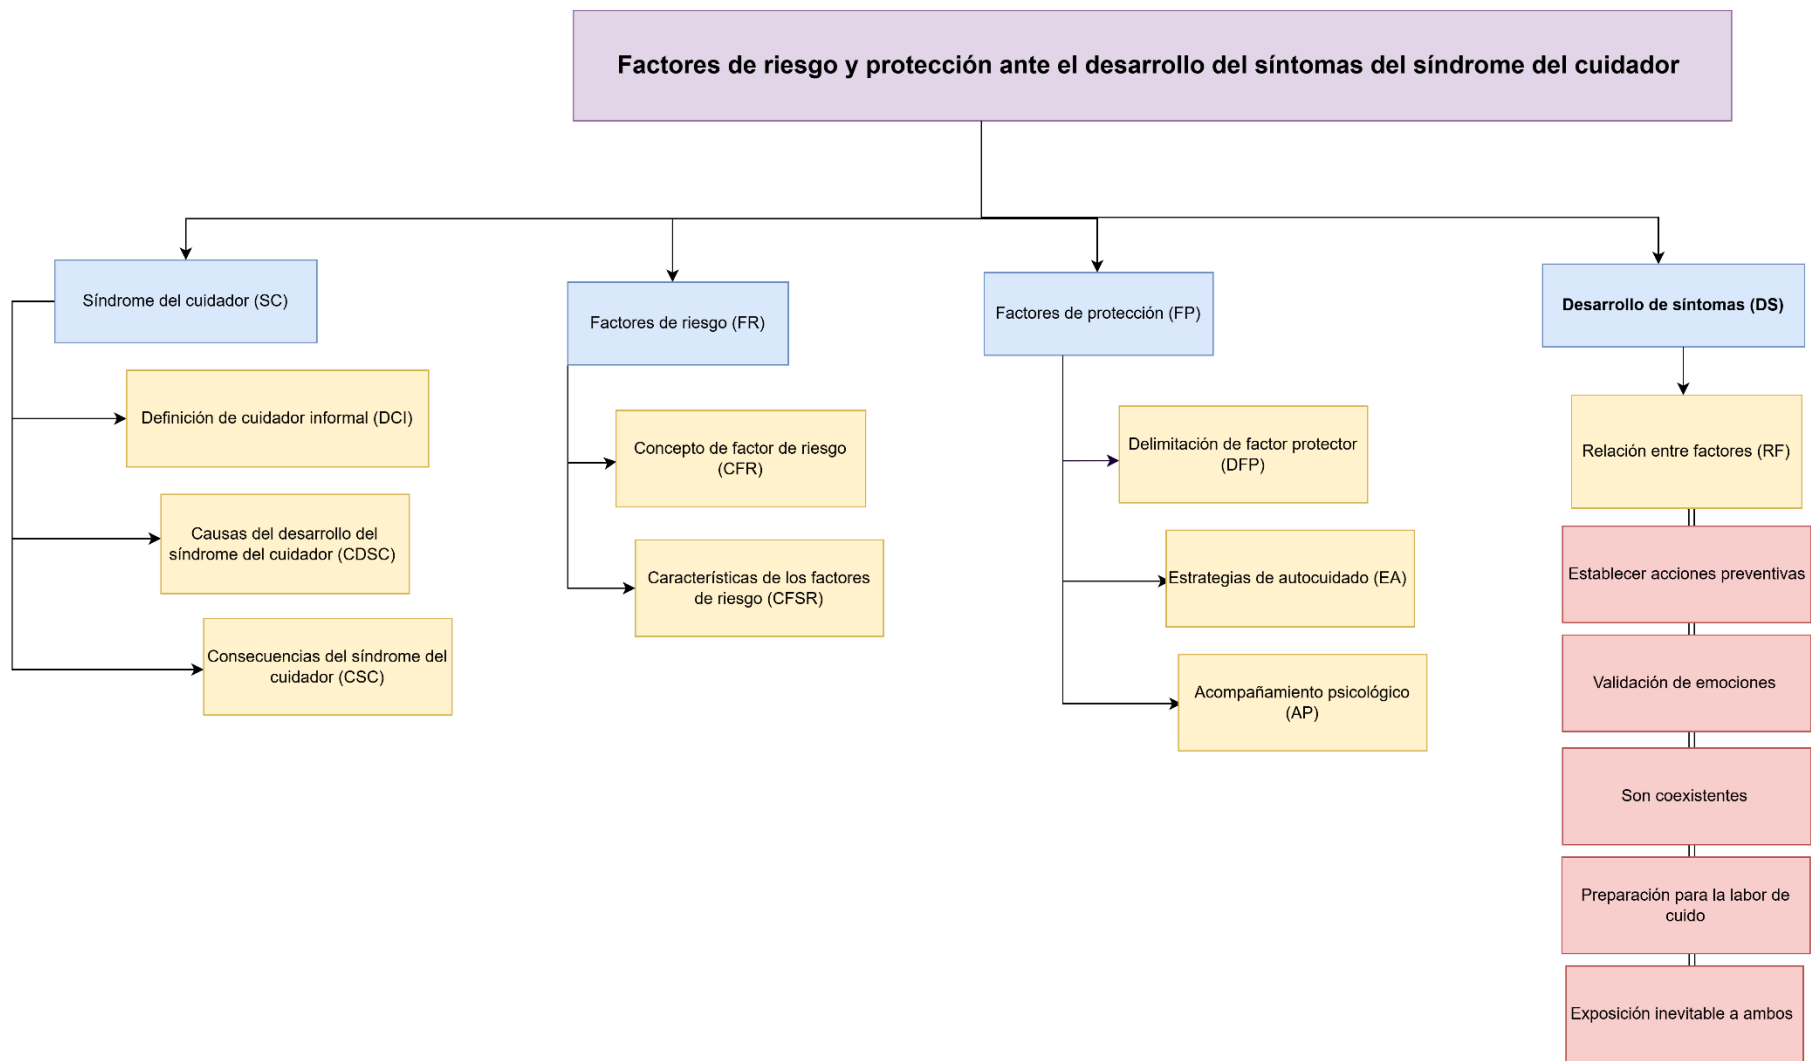 Factores de riesgo y protección ante el desarrollo del síntomas del síndrome del cuidador
Síndrome del cuidador (SC)
Definición de cuidador informal (DCI)
Causas del desarrollo del
síndrome del cuidador (CDSC)
Consecuencias del síndrome del
cuidador (CSC)
Factores de riesgo (FR)
Concepto de factor de riesgo
(CFR)
Características de los factores
de riesgo (CFSR)
Factores de protección (FP)
Delimitación de factor protector
(DFP)
Estrategias de autocuidado (EA)
Acompañamiento psicológico
(AP)
Desarrollo de síntomas (DS)
Relación entre factores (RF)
Establecer acciones preventivas
Validación de emociones
Son coexistentes
Preparación para la labor de
cuido
Exposición inevitable a ambos